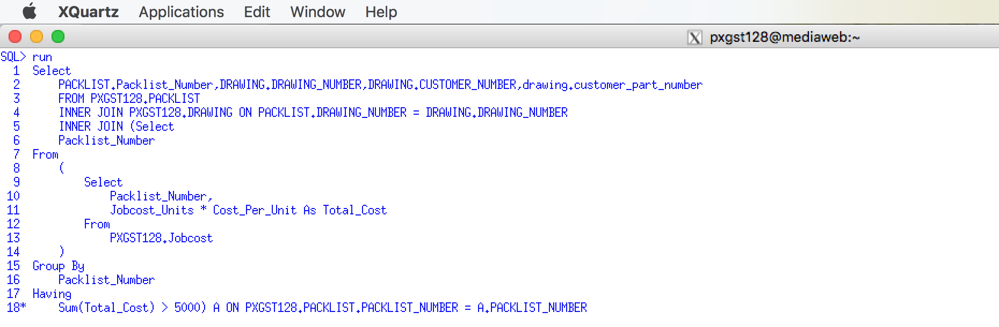 XQuartz Applications Edit Window Help
X pxgst128@mediaweb:~
SQL> run
1 Select
2 PACKLIST.Packlist_Number,DRAWING.DRAWING_NUMBER,DRAWING.CUSTOMER_NUMBER,drawing.customer_part_number
3 FROM PXGST128.PACKLIST
4 INNER JOIN PXGST128.DRAWING ON PACKLIST.DRAWING_NUMBER = DRAWING.DRAWING_NUMBER
5 INNER JOIN (Select
6 Packlist_Number
7 From
8 (
9 Select
10 Packlist_Number,
11 Jobcost_Units * Cost_Per_Unit As Total_Cost
12 From
13 PXGST128.Jobcost
14 )
15 Group By
16 Packlist_Number
17 Having
18* Sum(Total_Cost) > 5000) A ON PXGST128.PACKLIST.PACKLIST_NUMBER = A.PACKLIST_NUMBER